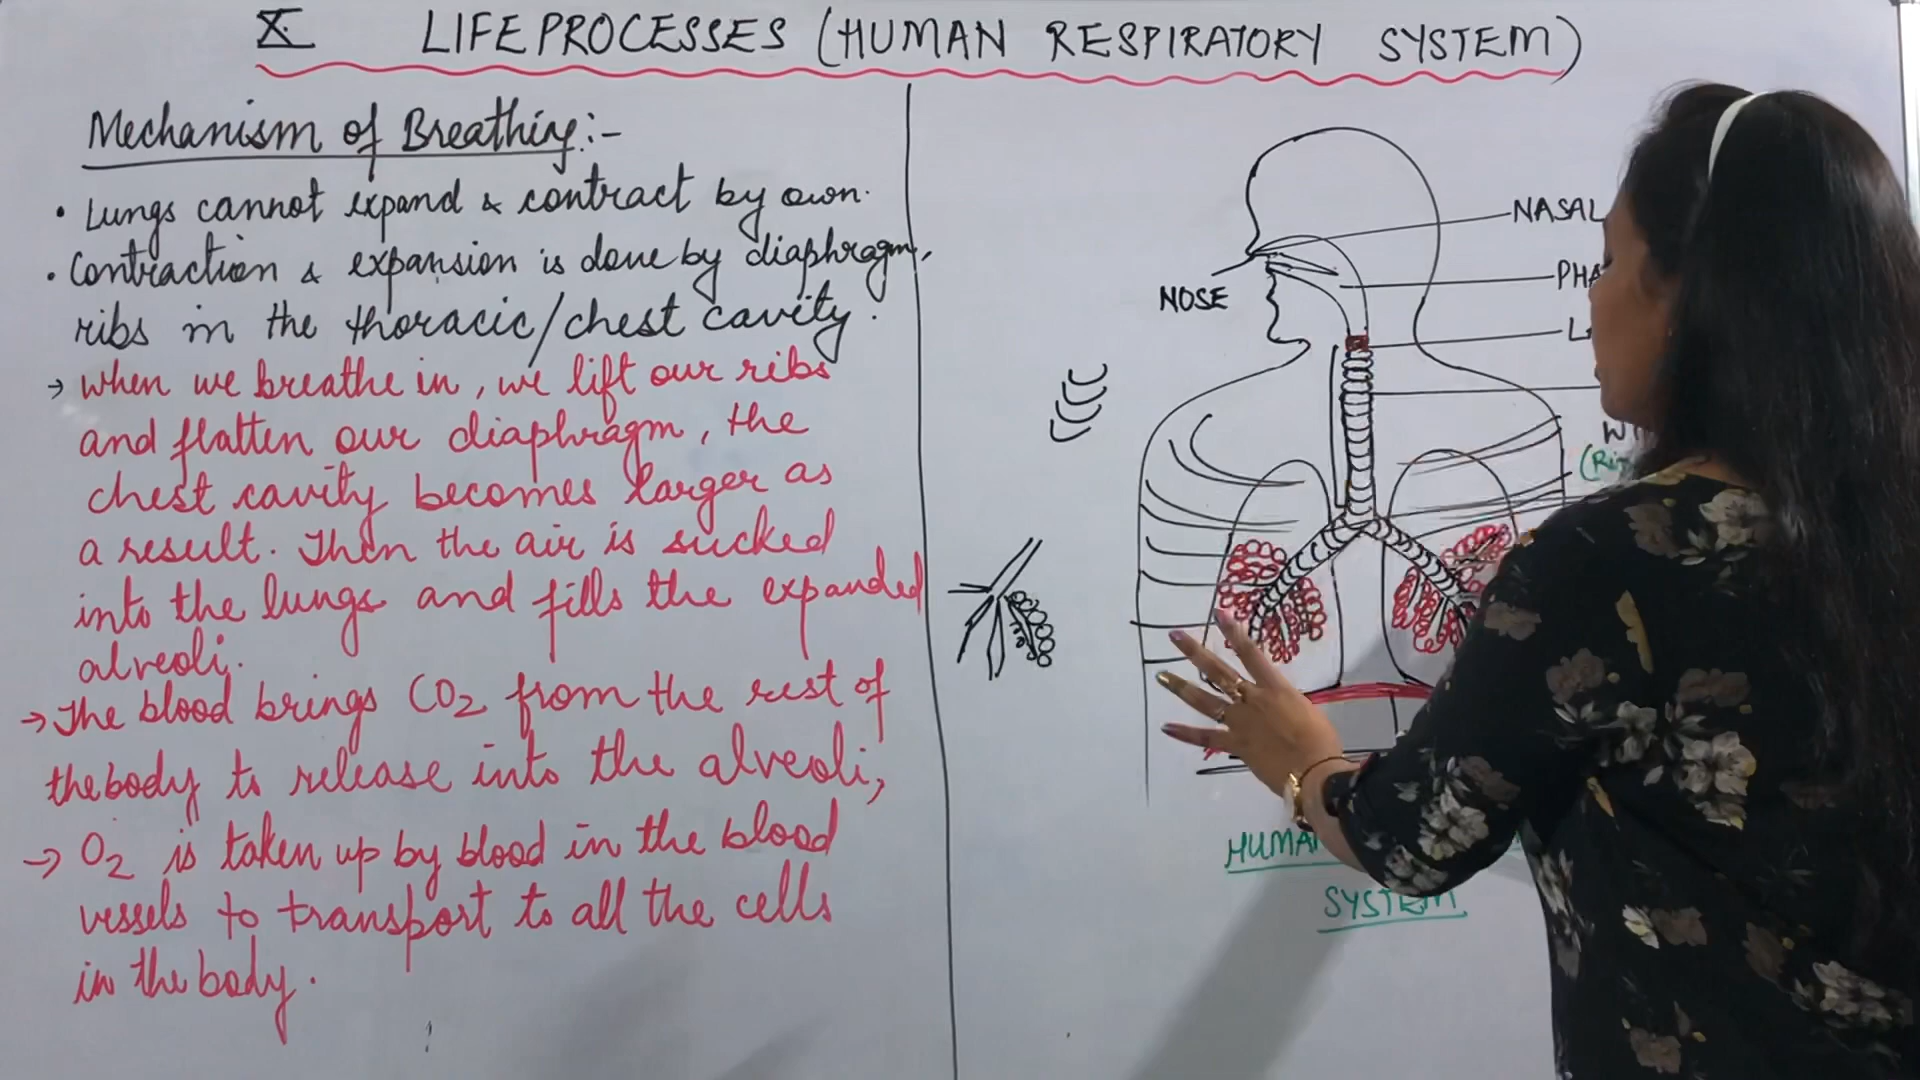 X LIFE PROCESSES (HUMAN RESPIRATORY SYSTEM)
Mechanism of Breathing:-
• Lungs cannot expand & contract by own.
• Contraction & expansion is done by diaphragm,
ribs in the thoracic/chest cavity.
→ When we breathe in, we lift our ribs
and flatten our diaphragm, the
chest cavity becomes larger as
a result. Then the air is sucked
into the lungs and fills the expanded
alveoli.
→ The blood brings CO2 from the rest of
the body to release into the alveoli,
→ O2 is taken up by blood in the blood
vessels to transport to all the cells
in the body.
NASAL
NOSE
SYSTEM